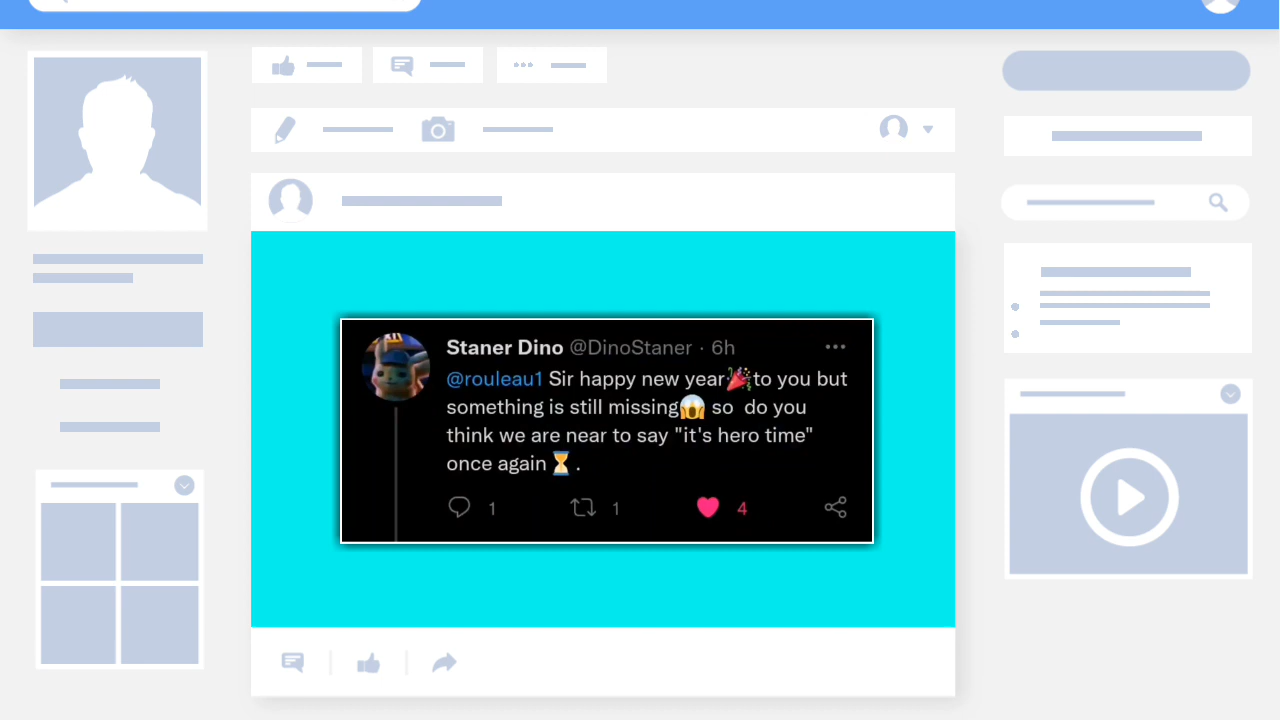 Staner Dino @DinoStaner · 6h
@rouleau1 Sir happy new year🎉to you but
something is still missing😱 so do you
think we are near to say "it's hero time"
once again⏳.
1 1 4